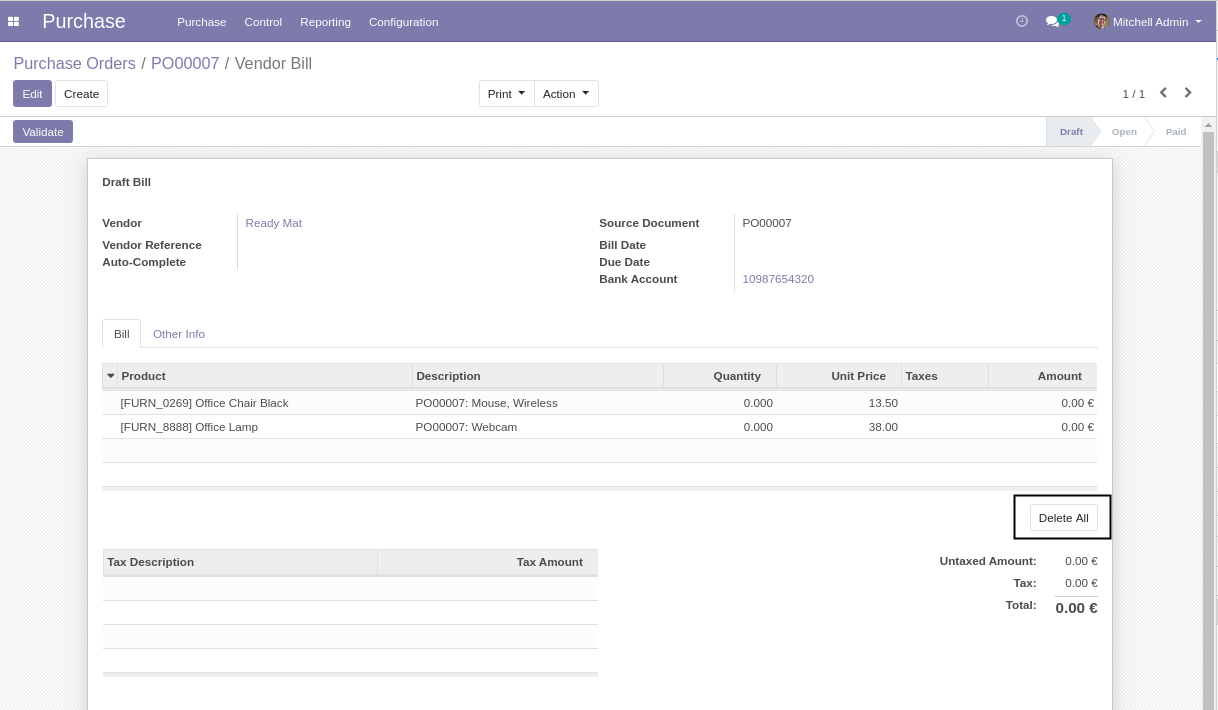 Purchase Purchase Control Reporting Configuration 1 Mitchell Admin
Purchase Orders / PO00007 / Vendor Bill
Edit Create Print Action 1 / 1
Validate Draft Open Paid
Draft Bill
Vendor Ready Mat Source Document PO00007
Vendor Reference Bill Date
Auto-Complete Due Date
Bank Account 10987654320
Bill Other Info
Product Description Quantity Unit Price Taxes Amount
[FURN_0269] Office Chair Black PO00007: Mouse, Wireless 0.000 13.50 0.00 €
[FURN_8888] Office Lamp PO00007: Webcam 0.000 38.00 0.00 €
Delete All
Tax Description Tax Amount Untaxed Amount: 0.00 €
Tax: 0.00 €
Total: 0.00 €